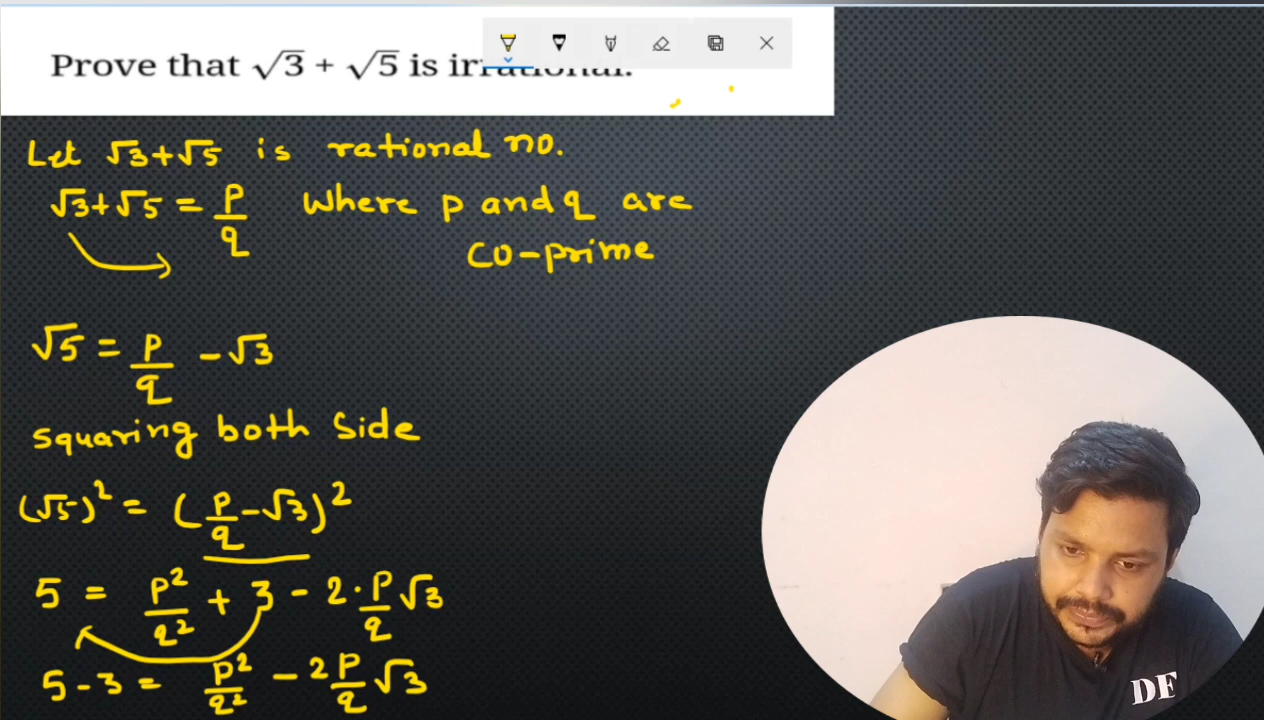 Prove that √3 + √5 is irrational.
Let √3+√5 is rational no.
√3+√5 = p/q where p and q are
co-prime
√5 = p/q - √3
squaring both side
(√5)² = (p/q - √3)²
5 = p²/q² + 3 - 2·p/q √3
5-3 = p²/q² - 2 p/q √3
DE